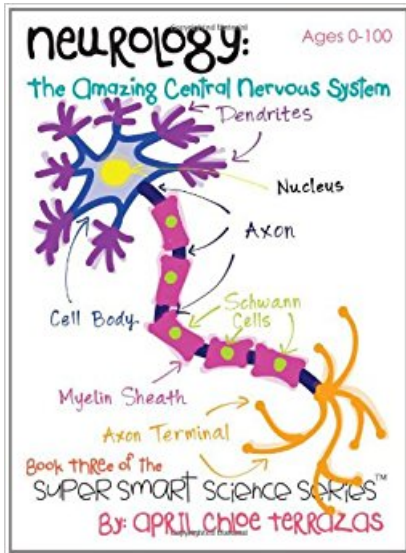 neurology:
Ages 0-100
the amazing Central Nervous System
Dendrites
Nucleus
Axon
Cell Body
Schwann
Cells
Myelin Sheath
Axon Terminal
Book three of the
SUPER SMART SCIENCE SERIES™
By: APRIL CHLOE TERRAZAS